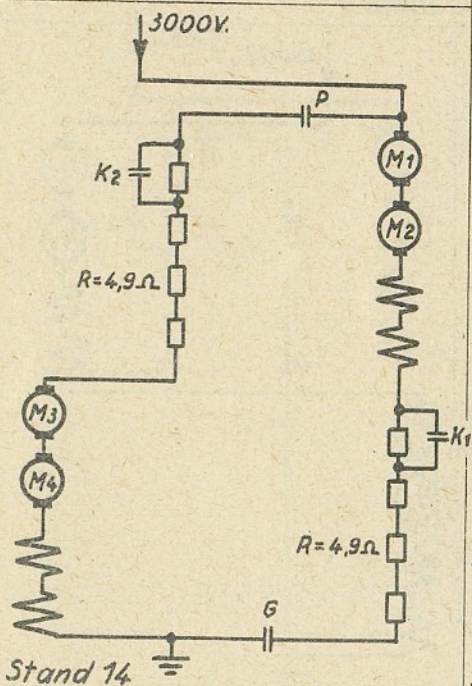 3000V.
P
M1
K2
M2
R=4,9Ω
M3
K1
M4
R=4,9Ω
G
Stand 14